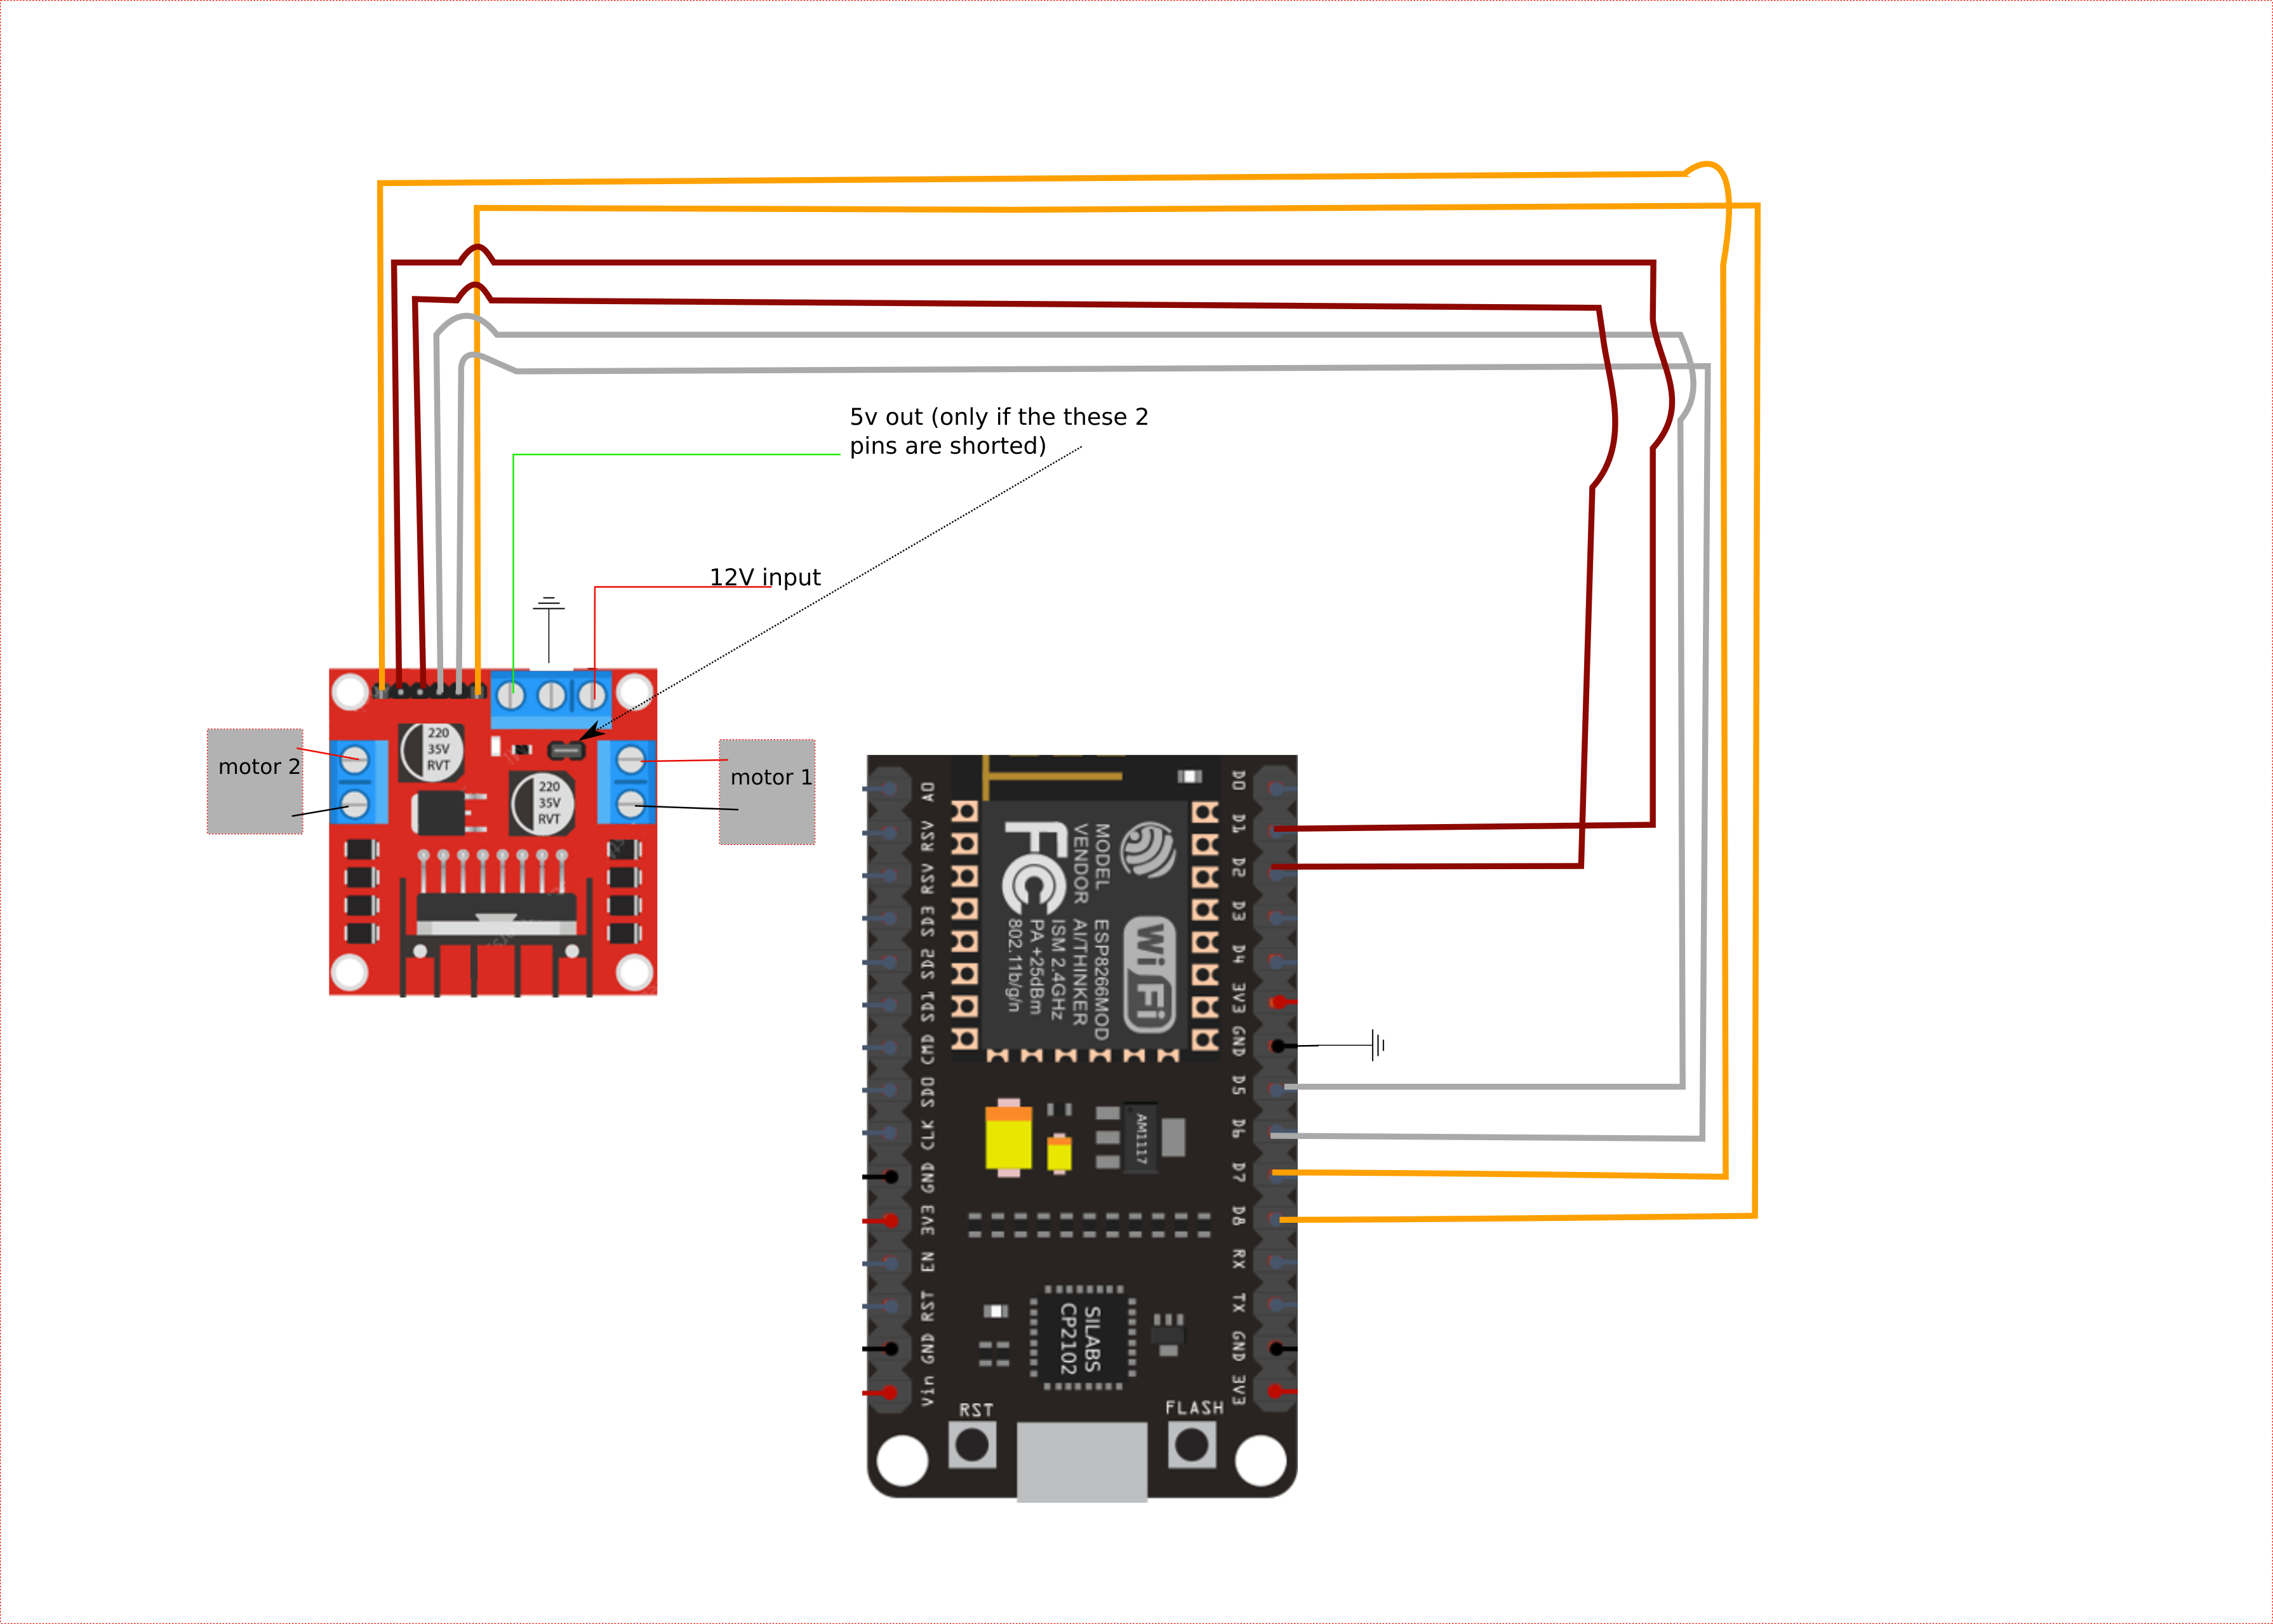 5v out (only if the these 2
pins are shorted)
12V input
motor 2
motor 1
220
35V
RVT
220
35V
RVT
A0
RSV
RSV
SD3
SD2
SD1
CMD
SD0
CLK
GND
3V3
EN
RST
GND
Vin
D0
D1
D2
D3
D4
3V3
GND
D5
D6
D7
D8
RX
TX
GND
3V3
MODEL
VENDOR
ESP8266MOD
AI/THINKER
ISM 2.4GHz
PA +25dBm
802.11b/g/n
FC
Wi Fi
AM1117
SILABS
CP2102
RST
FLASH